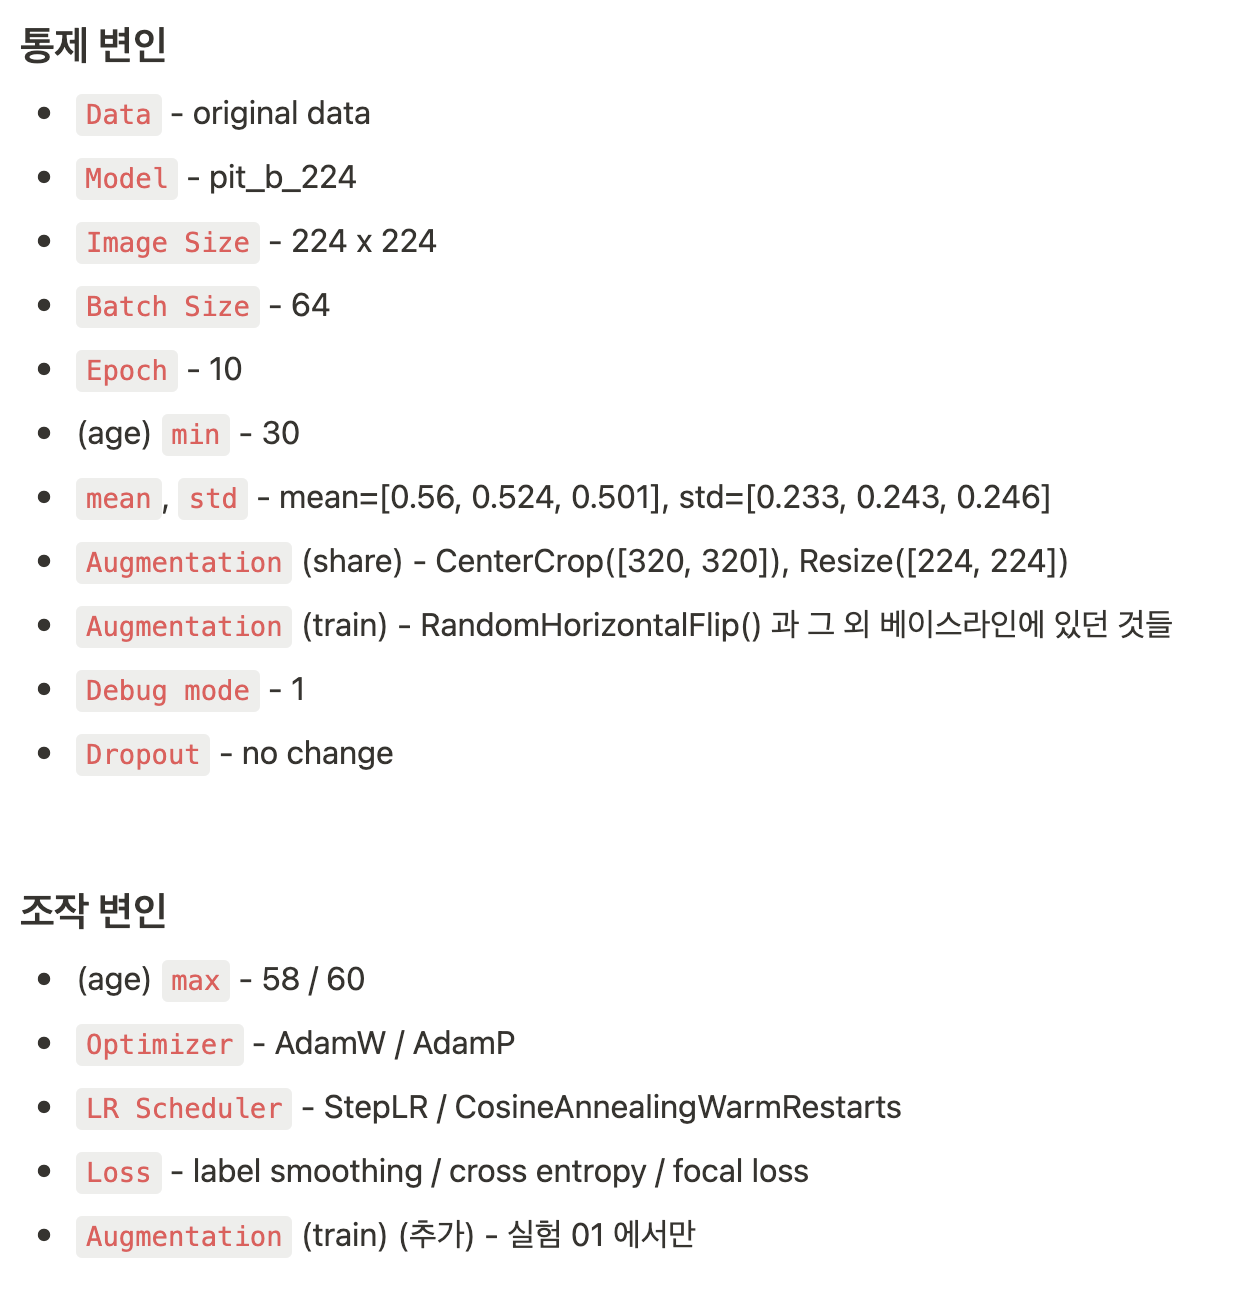 통제 변인
• Data - original data
• Model - pit_b_224
• Image Size - 224 x 224
• Batch Size - 64
• Epoch - 10
• (age) min - 30
• mean, std - mean=[0.56, 0.524, 0.501], std=[0.233, 0.243, 0.246]
• Augmentation (share) - CenterCrop([320, 320]), Resize([224, 224])
• Augmentation (train) - RandomHorizontalFlip() 과 그 외 베이스라인에 있던 것들
• Debug mode - 1
• Dropout - no change
조작 변인
• (age) max - 58 / 60
• Optimizer - AdamW / AdamP
• LR Scheduler - StepLR / CosineAnnealingWarmRestarts
• Loss - label smoothing / cross entropy / focal loss
• Augmentation (train) (추가) - 실험 01 에서만